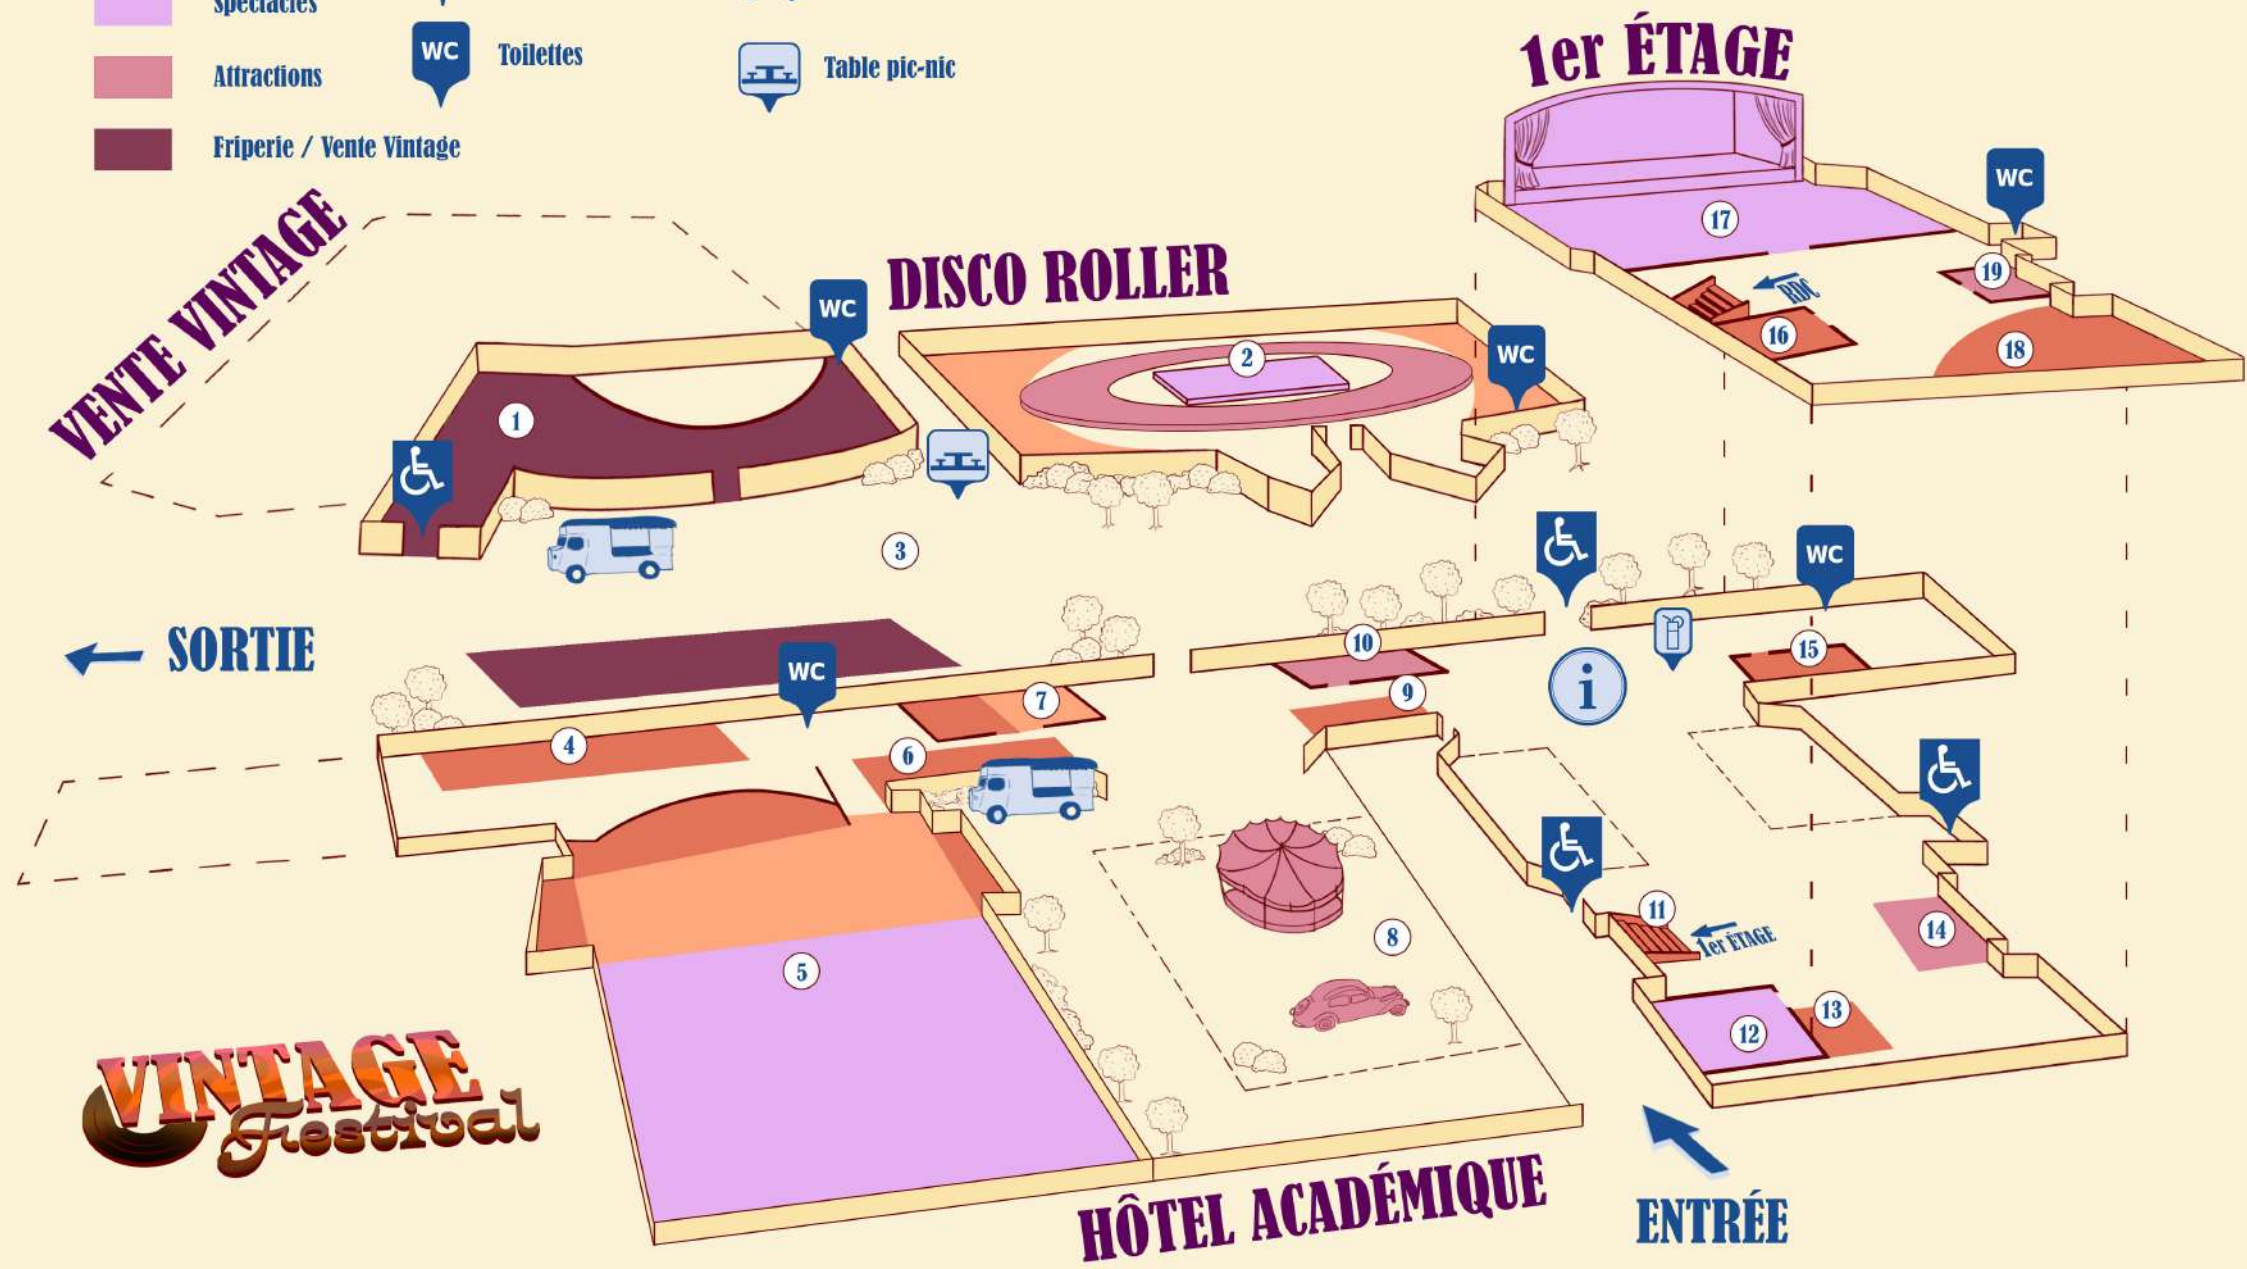 spectacles
WC
Toilettes
Table pic-nic
Attractions
Friperie / Vente Vintage
1er ÉTAGE
WC
17
19
RDC
16
18
VENTE VINTAGE
WC
DISCO ROLLER
2
WC
1
3
SORTIE
WC
10
WC
15
i
4
7
9
6
5
8
11
1er ÉTAGE
14
12
13
VINTAGE
Festival
HÔTEL ACADÉMIQUE
ENTRÉE